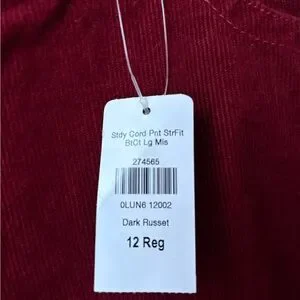 Stdy Cord Pnt StrFit
BtCt Lg Mis
274565
0LUN6 12002
Dark Russet
12 Reg